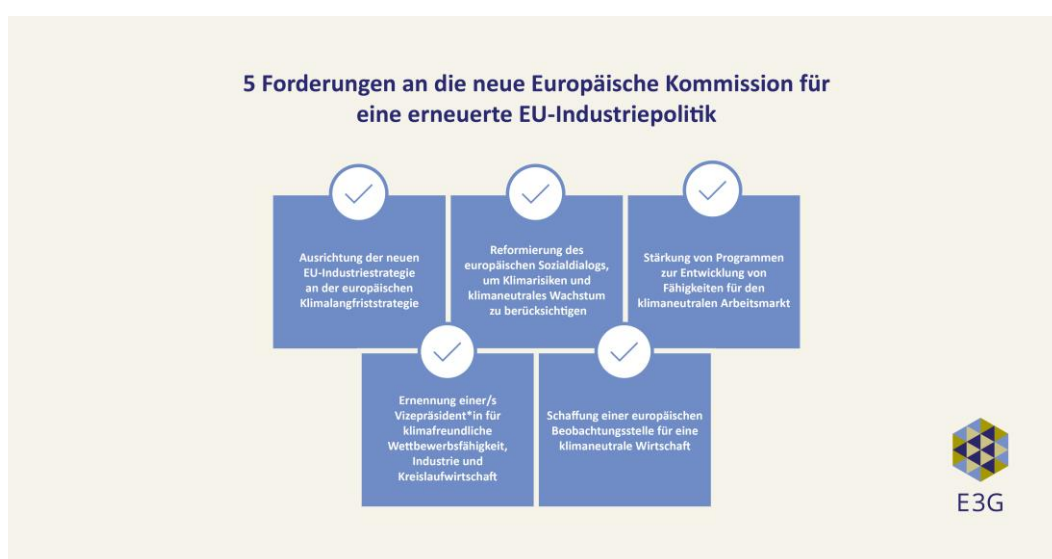 5 Forderungen an die neue Europäische Kommission für
eine erneuerte EU-Industriepolitik
Ausrichtung der neuen
EU-Industriestrategie
an der europäischen
Klimalangfriststrategie
Reformierung des
europäischen Sozialdialogs,
um Klimarisiken und
klimaneutrales Wachstum
zu berücksichtigen
Stärkung von Programmen
zur Entwicklung von
Fähigkeiten für den
klimaneutralen Arbeitsmarkt
Ernennung einer/s
Vizepräsident*in für
klimafreundliche
Wettbewerbsfähigkeit,
Industrie und
Kreislaufwirtschaft
Schaffung einer europäischen
Beobachtungsstelle für eine
klimaneutrale Wirtschaft
E3G